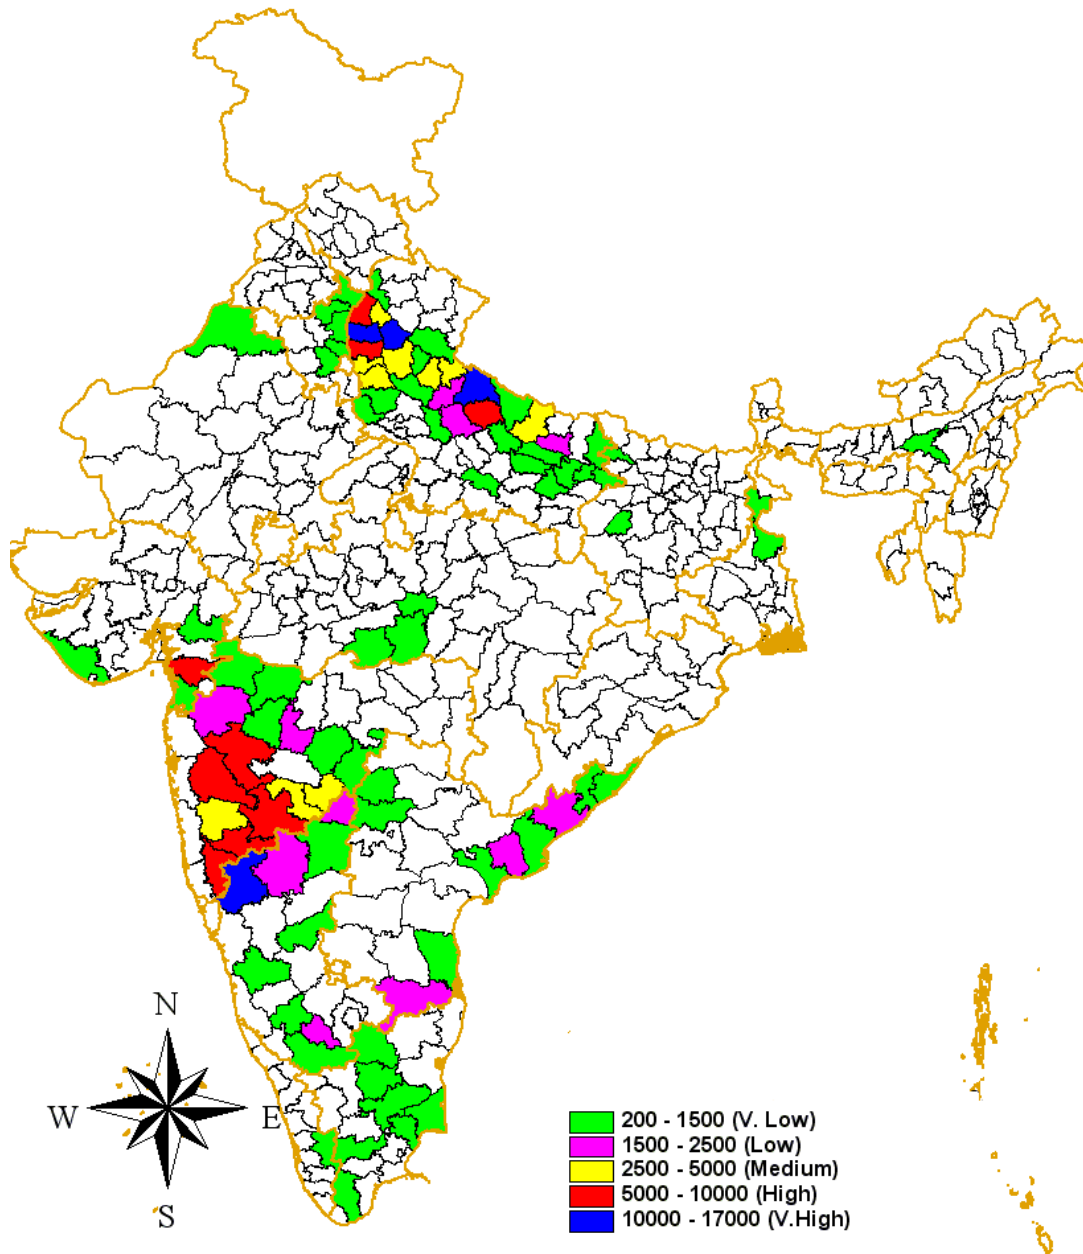 N
W
E
S
200 - 1500 (V. Low)
1500 - 2500 (Low)
2500 - 5000 (Medium)
5000 - 10000 (High)
10000 - 17000 (V.High)